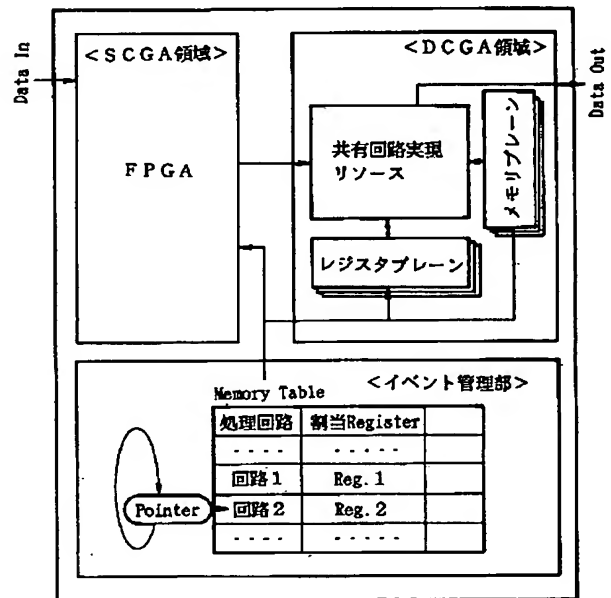 Data In
<SCGA領域>
FPGA
<DCGA領域>
共有回路実現
リソース
メモリプレーン
レジスタプレーン
Data Out
<イベント管理部>
Memory Table
処理回路 割当Register
---- -----
回路1 Reg.1
Pointer 回路2 Reg.2
---- -----